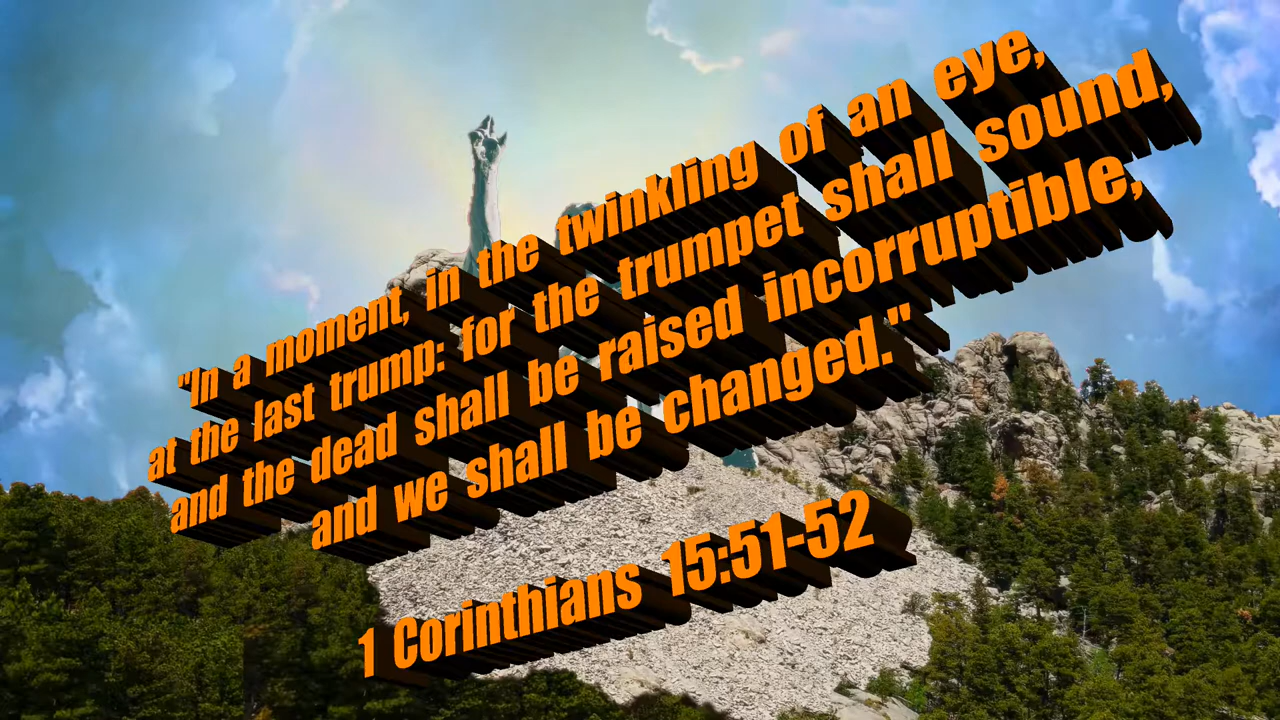 "In a moment, in the twinkling of an eye,
at the last trump: for the trumpet shall sound,
and the dead shall be raised incorruptible,
and we shall be changed."
1 Corinthians 15:51-52